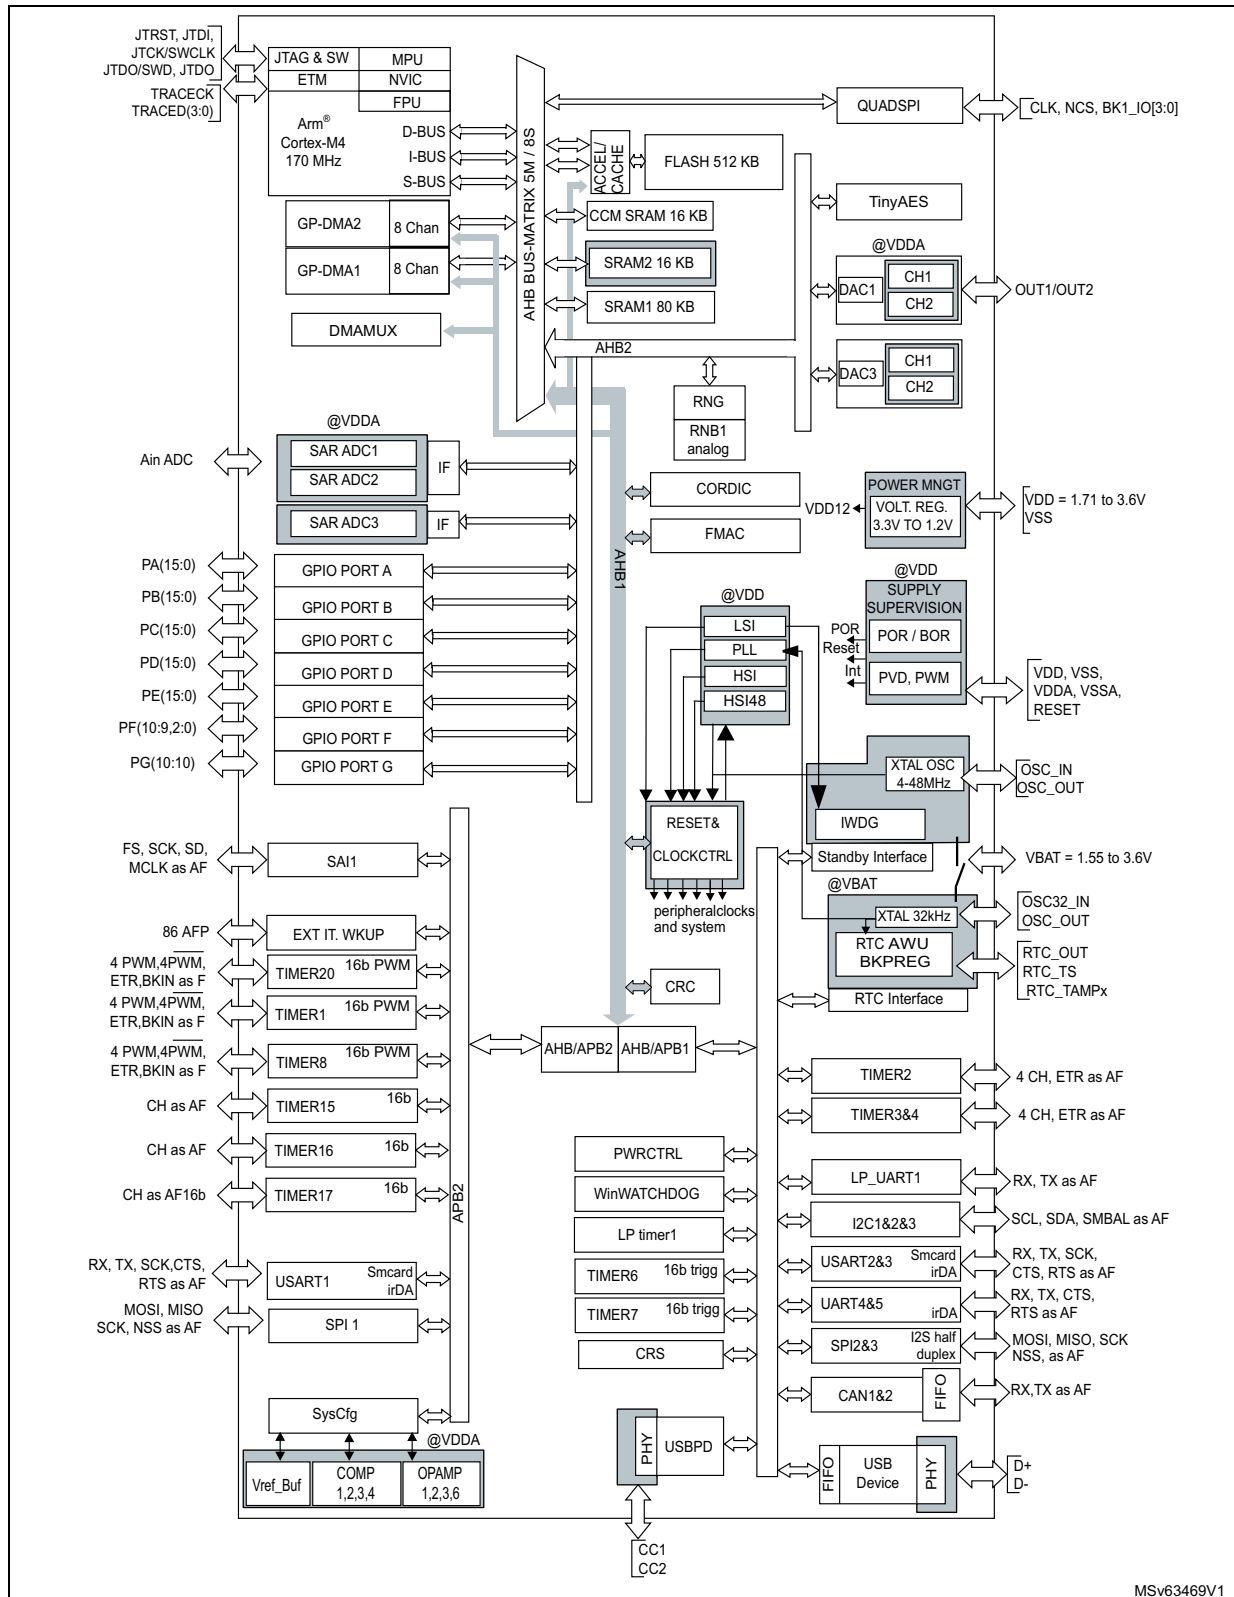 JTRST, JTDI,
JTCK/SWCLK
JTDO/SWD, JTDO
TRACECK
TRACED(3:0)
JTAG & SW
MPU
ETM
NVIC
FPU
Arm®
Cortex-M4
170 MHz
D-BUS
I-BUS
S-BUS
GP-DMA2
8 Chan
GP-DMA1
8 Chan
DMAMUX
AHB BUS-MATRIX 5M / 8S
QUADSPI
CLK, NCS, BK1_IO[3:0]
ACCEL/
CACHE
FLASH 512 KB
CCM SRAM 16 KB
SRAM2 16 KB
SRAM1 80 KB
AHB2
TinyAES
@VDDA
DAC1
CH1
CH2
OUT1/OUT2
DAC3
CH1
CH2
RNG
RNB1
analog
@VDDA
Ain ADC
SAR ADC1
SAR ADC2
IF
SAR ADC3
IF
CORDIC
FMAC
AHB1
POWER MNGT
VDD12
VOLT. REG.
3.3V TO 1.2V
VDD = 1.71 to 3.6V
VSS
PA(15:0)
GPIO PORT A
PB(15:0)
GPIO PORT B
PC(15:0)
GPIO PORT C
PD(15:0)
GPIO PORT D
PE(15:0)
GPIO PORT E
PF(10:9,2:0)
GPIO PORT F
PG(10:10)
GPIO PORT G
@VDD
LSI
PLL
HSI
HSI48
@VDD
SUPPLY
SUPERVISION
POR
Reset
Int
POR / BOR
PVD, PWM
VDD, VSS,
VDDA, VSSA,
RESET
XTAL OSC
4-48MHz
OSC_IN
OSC_OUT
IWDG
RESET&
CLOCKCTRL
peripheralclocks
and system
Standby Interface
VBAT = 1.55 to 3.6V
@VBAT
XTAL 32kHz
OSC32_IN
OSC_OUT
RTC AWU
BKPREG
RTC_OUT
RTC_TS
RTC_TAMPx
RTC Interface
CRC
FS, SCK, SD,
MCLK as AF
SAI1
86 AFP
EXT IT. WKUP
4 PWM,4PWM,
ETR,BKIN as F
TIMER20
16b PWM
4 PWM,4PWM,
ETR,BKIN as F
TIMER1
16b PWM
4 PWM,4PWM,
ETR,BKIN as F
TIMER8
16b PWM
CH as AF
TIMER15
16b
CH as AF
TIMER16
16b
CH as AF16b
TIMER17
16b
APB2
AHB/APB2
AHB/APB1
RX, TX, SCK,CTS,
RTS as AF
USART1
Smcard
irDA
MOSI, MISO
SCK, NSS as AF
SPI 1
SysCfg
@VDDA
Vref_Buf
COMP
1,2,3,4
OPAMP
1,2,3,6
PWRCTRL
WinWATCHDOG
LP timer1
TIMER6
16b trigg
TIMER7
16b trigg
CRS
PHY
USBPD
CC1
CC2
TIMER2
4 CH, ETR as AF
TIMER3&4
4 CH, ETR as AF
LP_UART1
RX, TX as AF
I2C1&2&3
SCL, SDA, SMBAL as AF
USART2&3
Smcard
irDA
RX, TX, SCK,
CTS, RTS as AF
UART4&5
irDA
RX, TX, CTS,
RTS as AF
SPI2&3
I2S half
duplex
MOSI, MISO, SCK
NSS, as AF
CAN1&2
FIFO
RX,TX as AF
FIFO
USB
Device
PHY
D+
D-
MSv63469V1